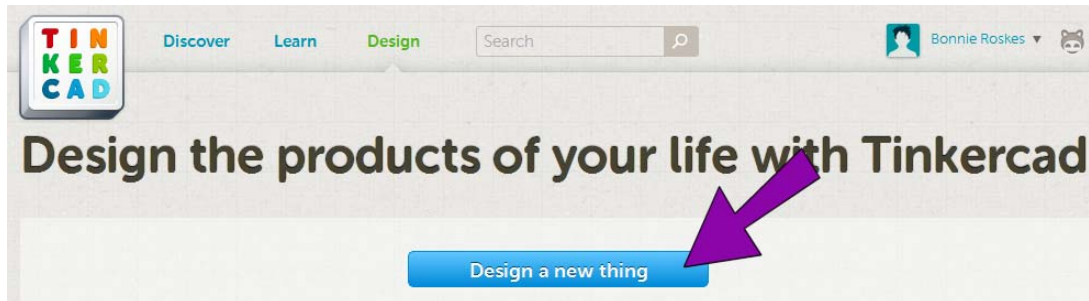 TIN
KER
CAD
Discover Learn Design Search Bonnie Roskes
Design the products of your life with Tinkercad
Design a new thing